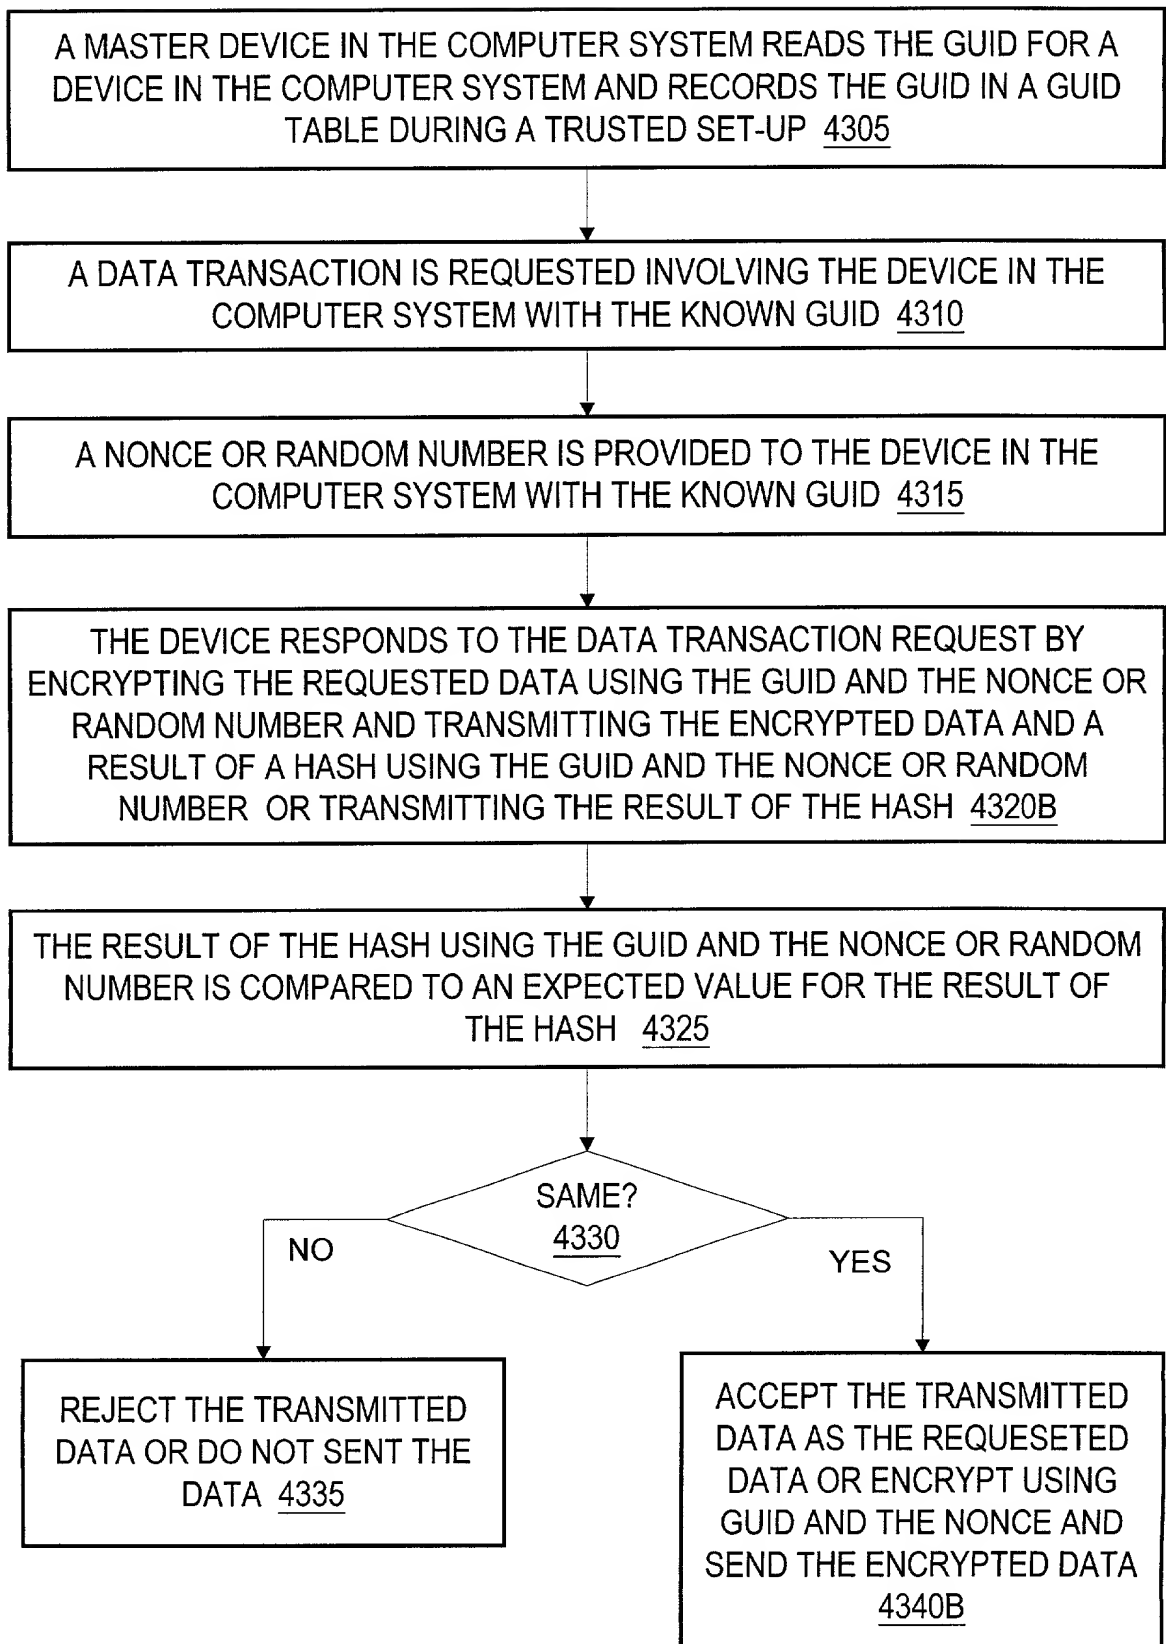 A MASTER DEVICE IN THE COMPUTER SYSTEM READS THE GUID FOR A
DEVICE IN THE COMPUTER SYSTEM AND RECORDS THE GUID IN A GUID
TABLE DURING A TRUSTED SET-UP 4305
A DATA TRANSACTION IS REQUESTED INVOLVING THE DEVICE IN THE
COMPUTER SYSTEM WITH THE KNOWN GUID 4310
A NONCE OR RANDOM NUMBER IS PROVIDED TO THE DEVICE IN THE
COMPUTER SYSTEM WITH THE KNOWN GUID 4315
THE DEVICE RESPONDS TO THE DATA TRANSACTION REQUEST BY
ENCRYPTING THE REQUESTED DATA USING THE GUID AND THE NONCE OR
RANDOM NUMBER AND TRANSMITTING THE ENCRYPTED DATA AND A
RESULT OF A HASH USING THE GUID AND THE NONCE OR RANDOM
NUMBER OR TRANSMITTING THE RESULT OF THE HASH 4320B
THE RESULT OF THE HASH USING THE GUID AND THE NONCE OR RANDOM
NUMBER IS COMPARED TO AN EXPECTED VALUE FOR THE RESULT OF
THE HASH 4325
SAME?
4330
NO
YES
REJECT THE TRANSMITTED
DATA OR DO NOT SENT THE
DATA 4335
ACCEPT THE TRANSMITTED
DATA AS THE REQUESETED
DATA OR ENCRYPT USING
GUID AND THE NONCE AND
SEND THE ENCRYPTED DATA
4340B